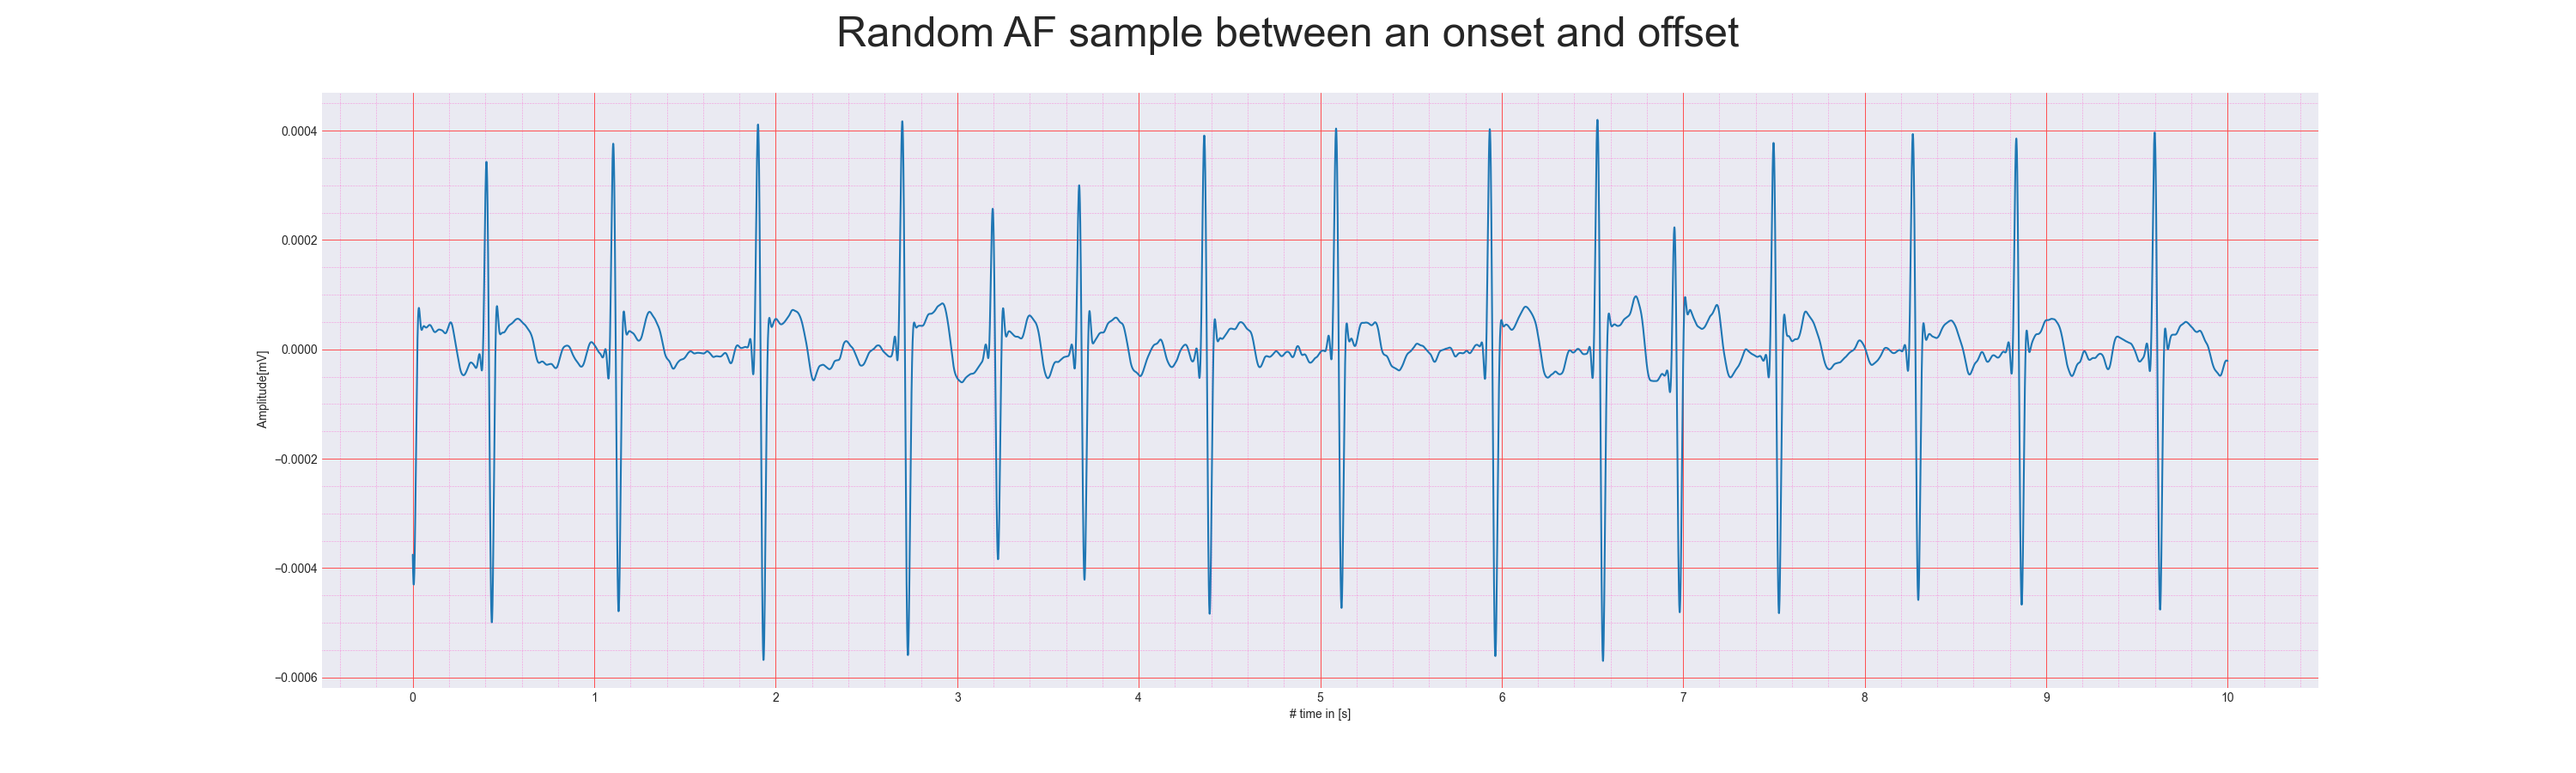 Random AF sample between an onset and offset
0.0004
0.0002
0.0000
−0.0002
−0.0004
−0.0006
Amplitude[mV]
0 1 2 3 4 5 6 7 8 9 10
# time in [s]